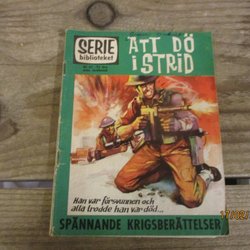 SERIE
biblioteket
ATT DÖ
I STRID
Han var försvunnen och
alla trodde han var död...
SPÄNNANDE KRIGSBERÄTTELSER